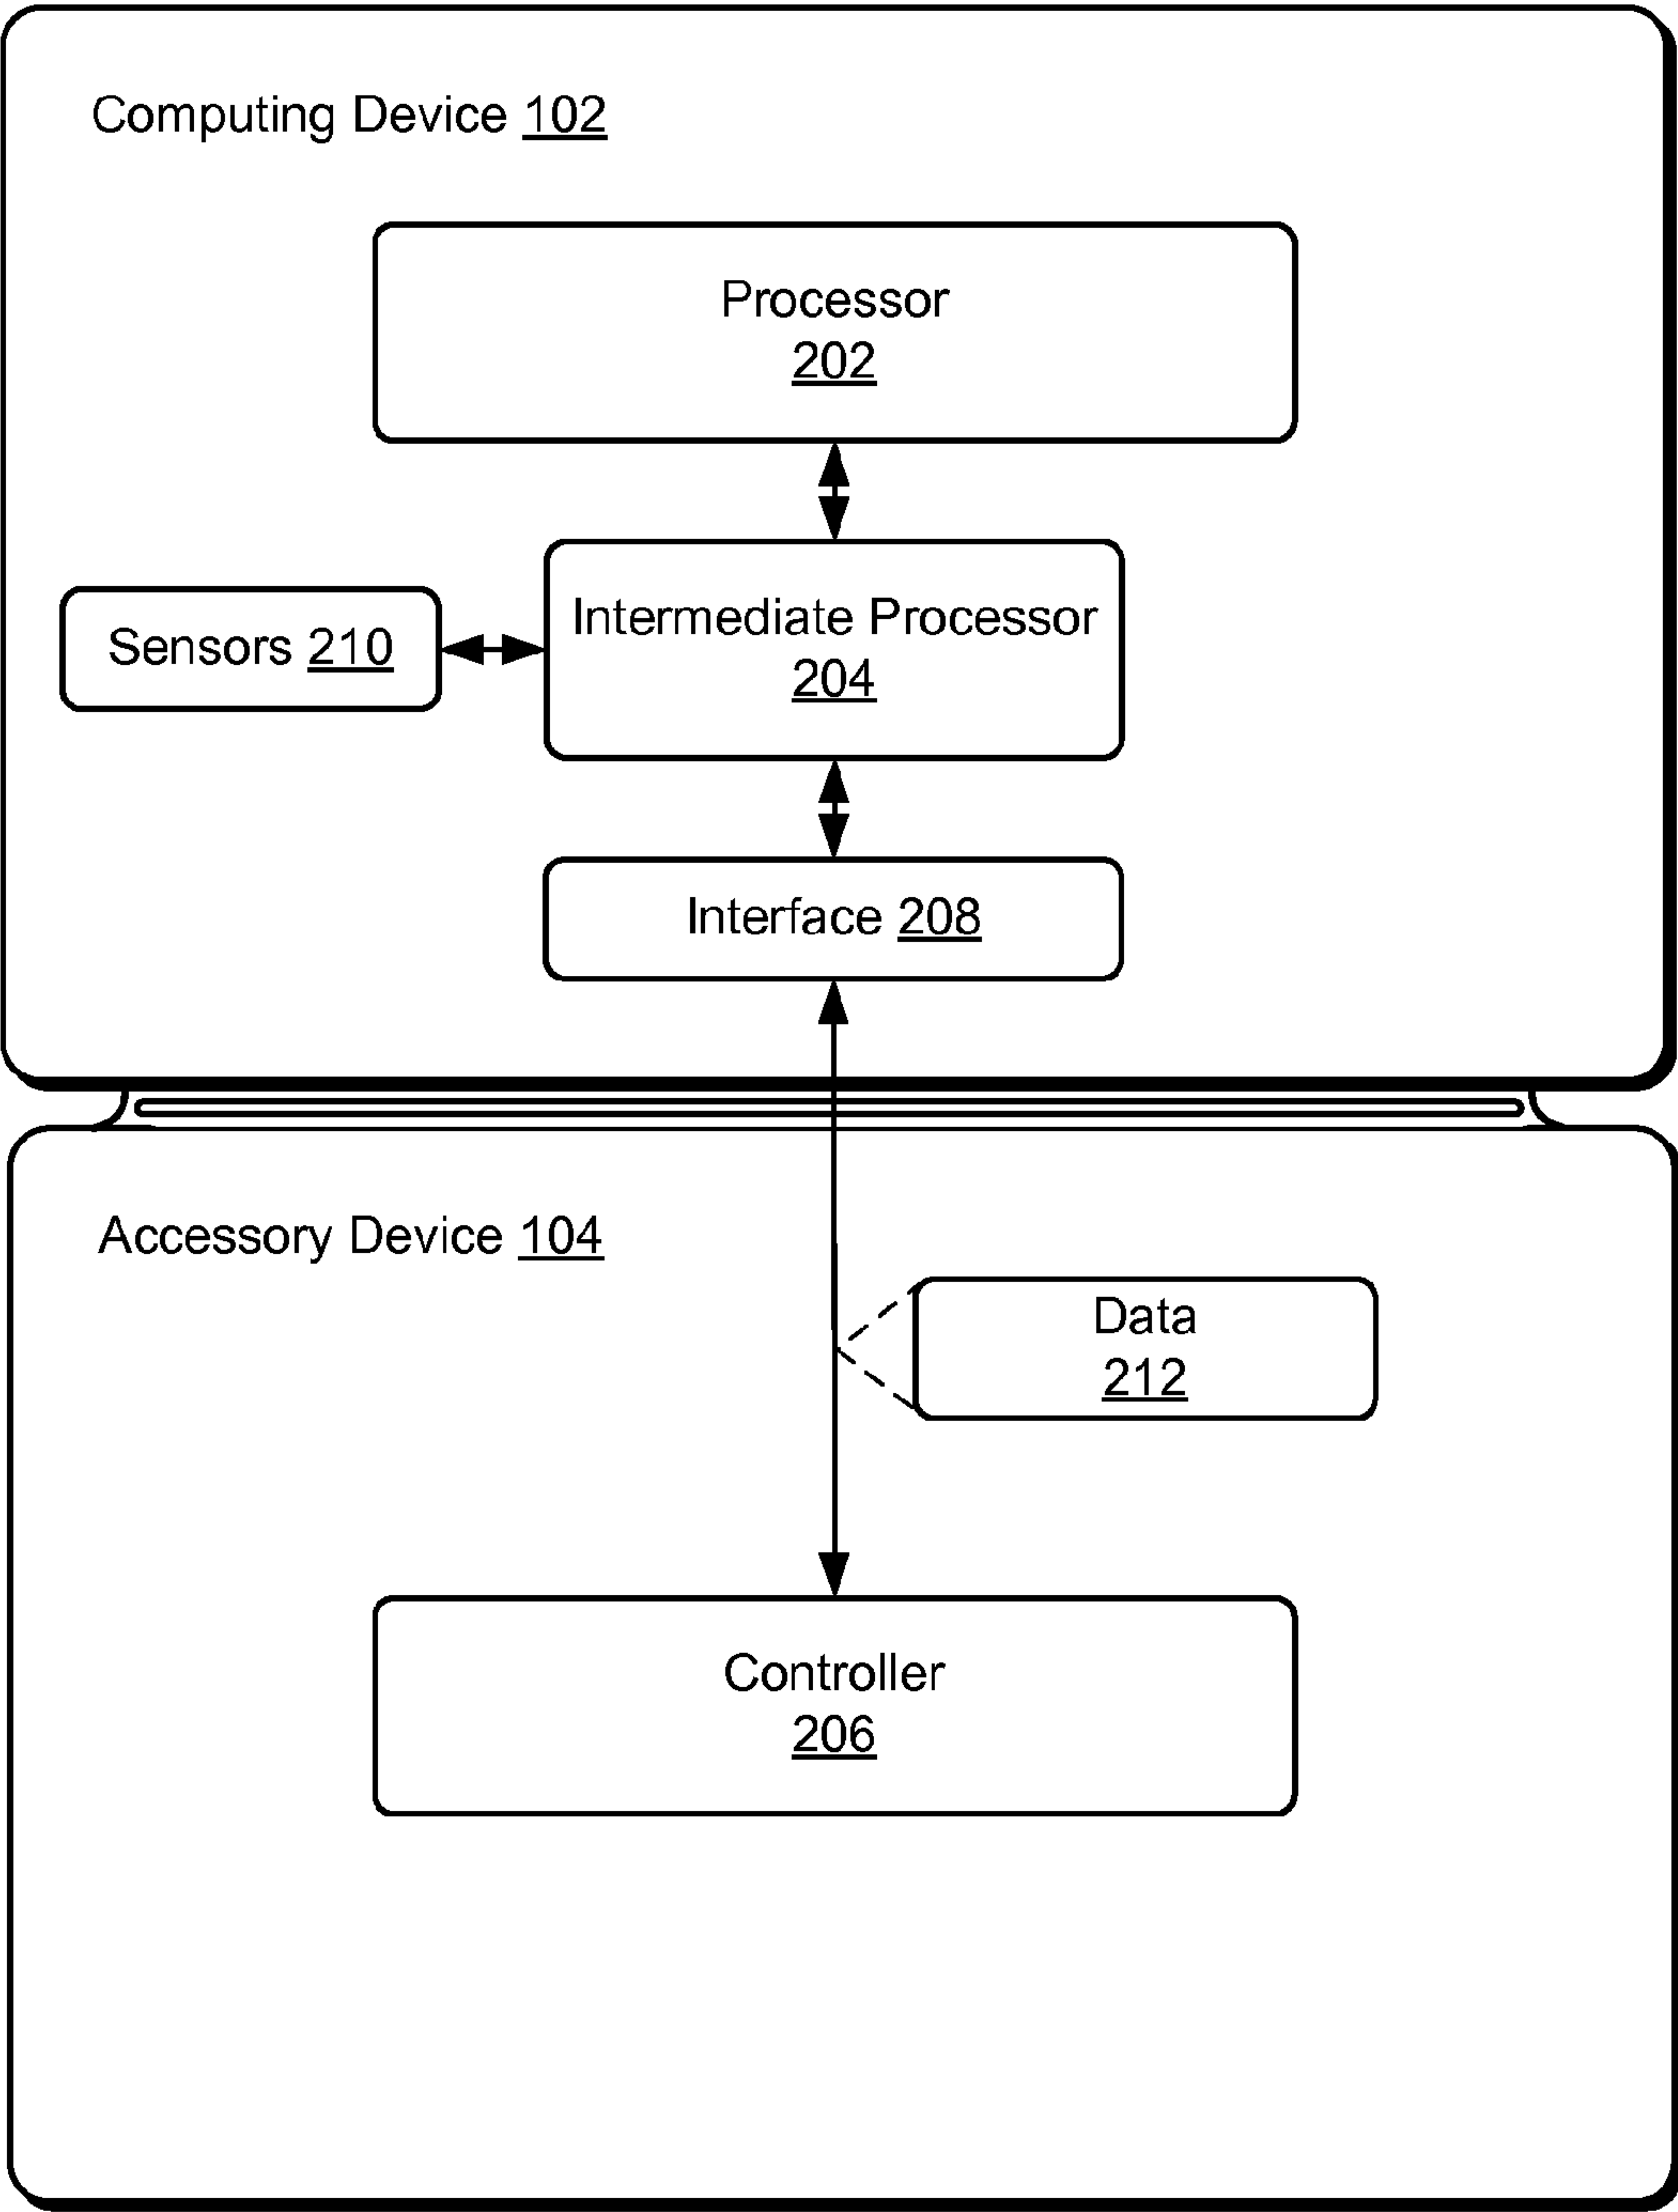 Computing Device 102
Processor
202
Intermediate Processor
204
Sensors 210
Interface 208
Accessory Device 104
Data
212
Controller
206